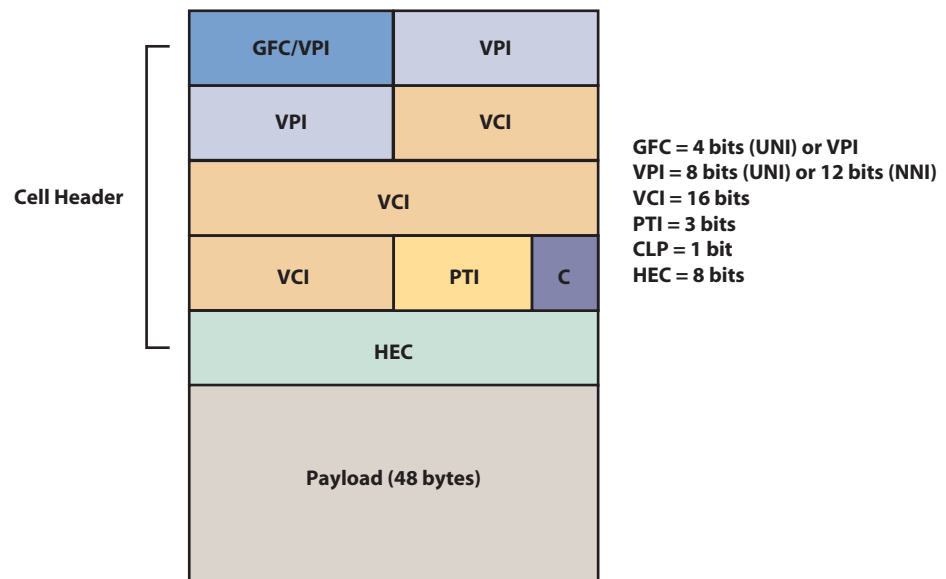 GFC/VPI VPI
VPI VCI
Cell Header
VCI
VCI PTI C
HEC
Payload (48 bytes)
GFC = 4 bits (UNI) or VPI
VPI = 8 bits (UNI) or 12 bits (NNI)
VCI = 16 bits
PTI = 3 bits
CLP = 1 bit
HEC = 8 bits